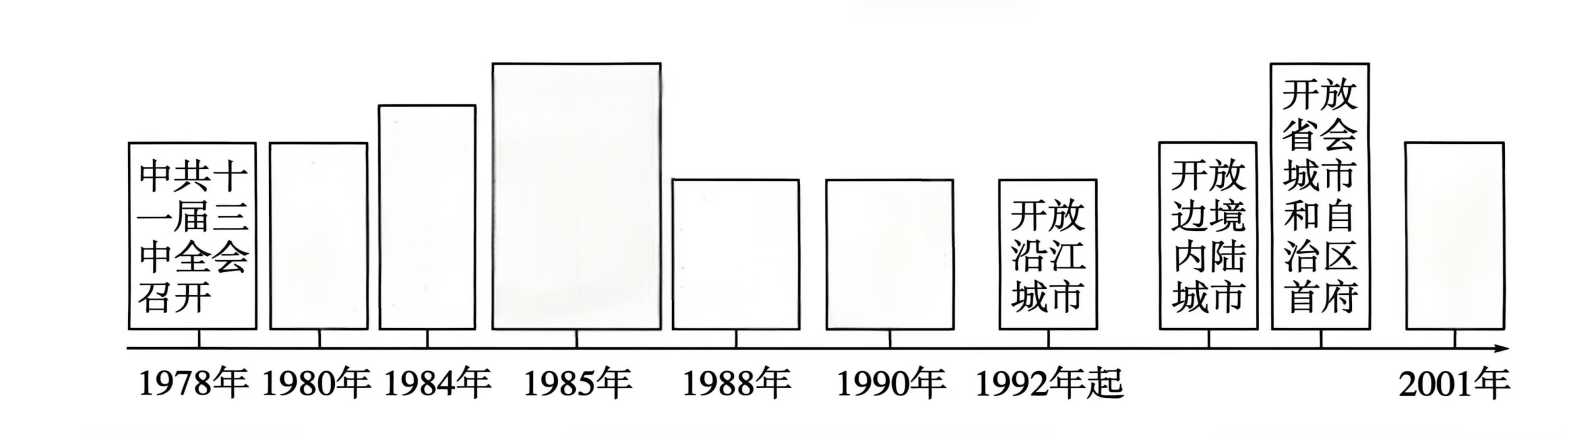 中共十
一届三
中全会
召开
开放
沿江
城市
开放
边境
内陆
城市
开放
省会
城市
和自
治区
首府
1978年 1980年 1984年 1985年 1988年 1990年 1992年起 2001年